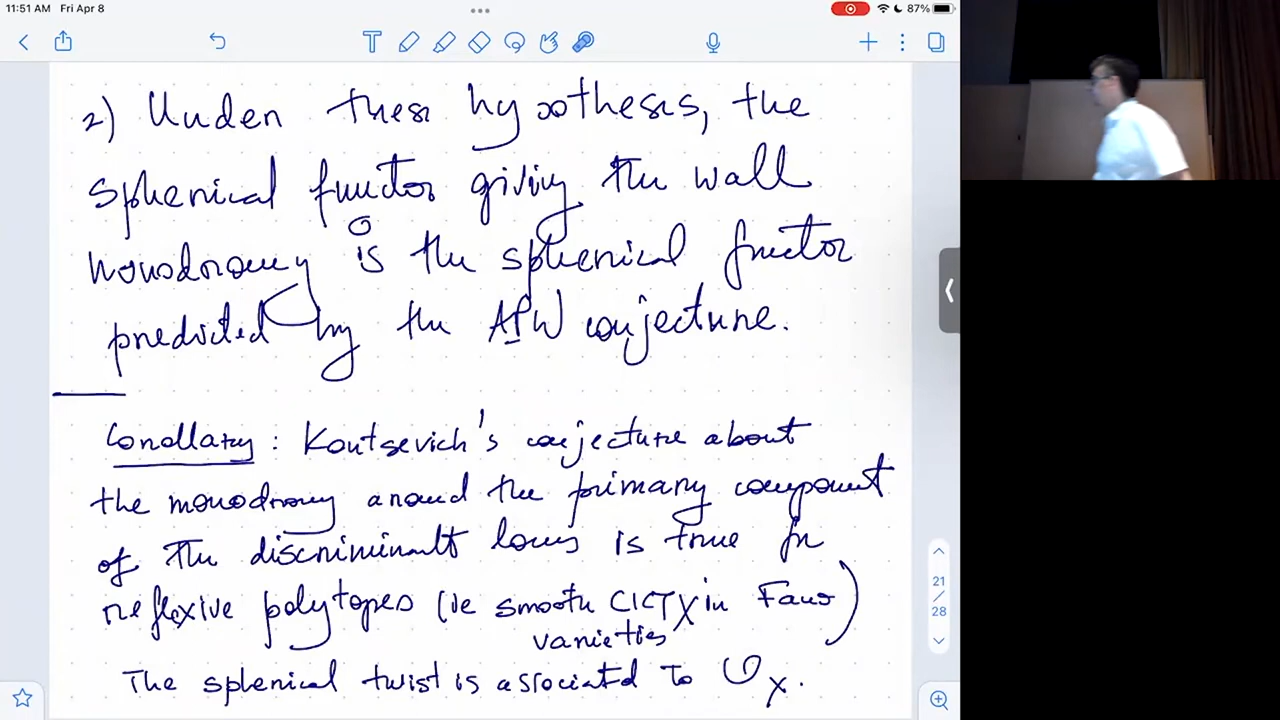 11:51 AM Fri Apr 8
87%
2) Under these hypothesis, the
spherical functor giving the wall
monodromy is the spherical functor
predicted by the APW conjecture.
Corollary : Kontsevich's conjecture about
the monodromy around the primary component
of the discriminant locus is true for
reflexive polytopes (ie smooth CICY X in Fano
varieties)
The spherical twist is associated to O_X.
21
/
28